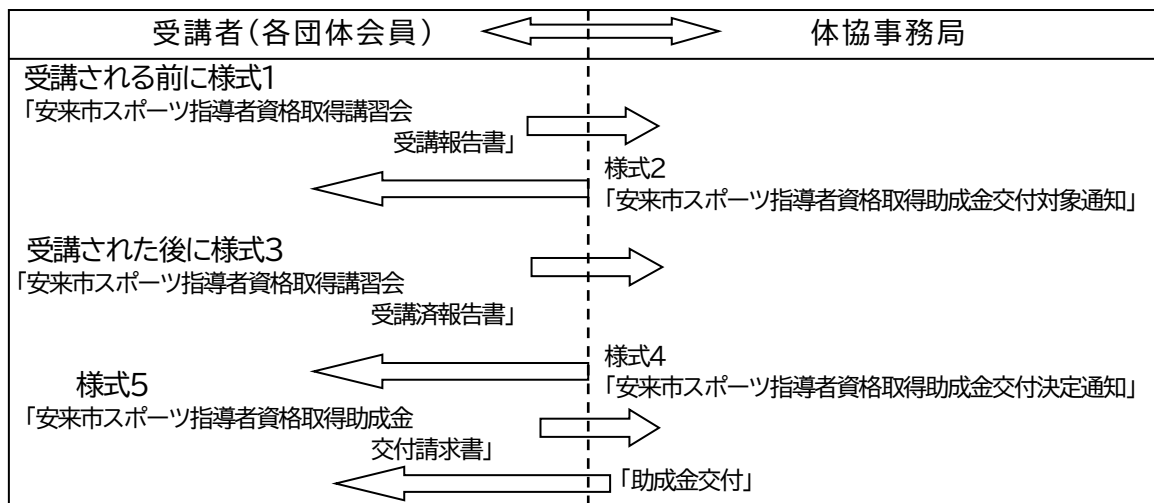 受講者(各団体会員)
体協事務局
受講される前に様式1
「安来市スポーツ指導者資格取得講習会
受講報告書」
様式2
「安来市スポーツ指導者資格取得助成金交付対象通知」
受講された後に様式3
「安来市スポーツ指導者資格取得講習会
受講済報告書」
様式4
「安来市スポーツ指導者資格取得助成金交付決定通知」
様式5
「安来市スポーツ指導者資格取得助成金
交付請求書」
「助成金交付」